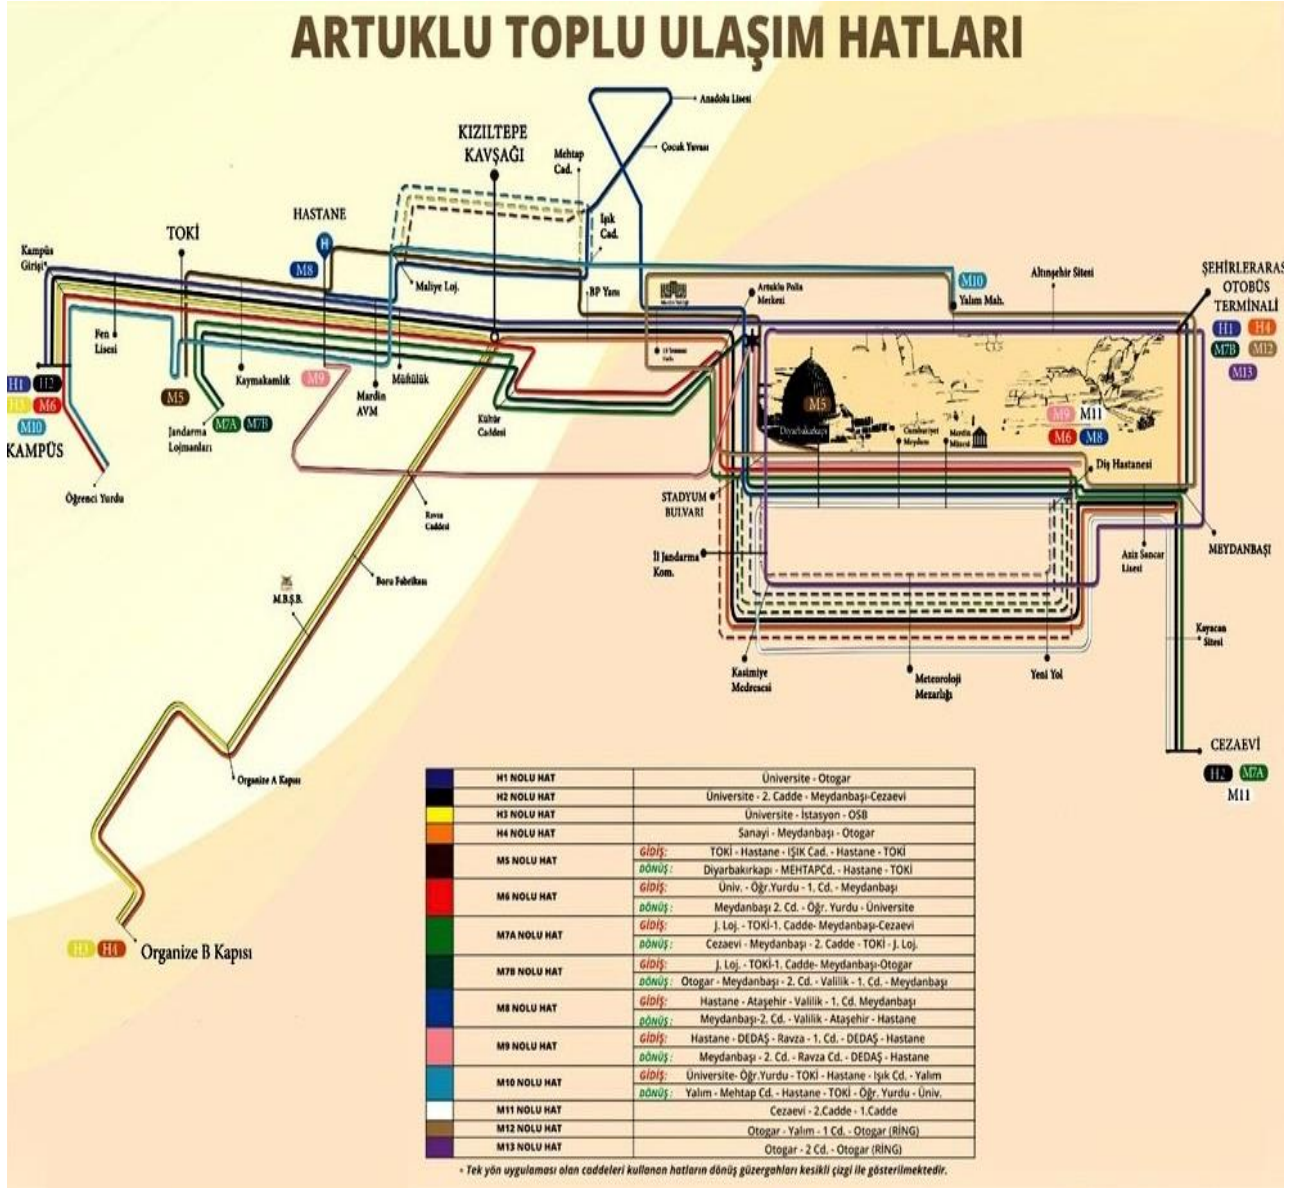 ARTUKLU TOPLU ULAŞIM HATLARI
Anadolu Lisesi
KIZILTEPE
KAVŞAĞI
Mehtap
Cad.
Çocuk Yuvası
HASTANE
Işık
Cad.
TOKİ
H
M8
Kampüs
Girişi
Maliye Loj.
BP Yanı
Artuklu Polis
Merkezi
M10
Yalım Mah.
Altınşehir Sitesi
ŞEHİRLERARAS
OTOBÜS
TERMİNALİ
H1 H4
M7B M12
M13
Fen
Lisesi
Kaymakamlık
M9
Mardin
AVM
Müftülük
H1 H2
H3 M6
M10
KAMPÜS
M5
Jandarma
Lojmanları
M7A M7B
Kültür
Caddesi
M5
Diyarbakırkapı
Cumhuriyet
Meydanı
Mardin
Müzesi
M9 M11
M6 M8
Diş Hastanesi
Öğrenci Yurdu
STADYUM
BULVARI
Ravza
Caddesi
İl Jandarma
Kom.
Aziz Sancar
Lisesi
MEYDANBAŞI
Boru Fabrikası
M.B.Ş.B.
Kayacan
Sitesi
Kasımiye
Medresesi
Meteoroloji
Mezarlığı
Yeni Yol
CEZAEVİ
H2 M7A
M11
Organize A Kapısı
H3 H4
Organize B Kapısı
H1 NOLU HAT Üniversite - Otogar
H2 NOLU HAT Üniversite - 2. Cadde - Meydanbaşı-Cezaevi
H3 NOLU HAT Üniversite - İstasyon - OSB
H4 NOLU HAT Sanayi - Meydanbaşı - Otogar
M5 NOLU HAT GİDİŞ: TOKİ - Hastane - IŞIK Cad. - Hastane - TOKİ
DÖNÜŞ: Diyarbakırkapı - MEHTAPCd. - Hastane - TOKİ
M6 NOLU HAT GİDİŞ: Üniv. - Öğr.Yurdu - 1. Cd. - Meydanbaşı
DÖNÜŞ: Meydanbaşı 2. Cd. - Öğr. Yurdu - Üniversite
M7A NOLU HAT GİDİŞ: J. Loj. - TOKİ-1. Cadde- Meydanbaşı-Cezaevi
DÖNÜŞ: Cezaevi - Meydanbaşı - 2. Cadde - TOKİ - J. Loj.
M7B NOLU HAT GİDİŞ: J. Loj. - TOKİ-1. Cadde- Meydanbaşı-Otogar
DÖNÜŞ: Otogar - Meydanbaşı - 2. Cd. - Valilik - 1. Cd. - Meydanbaşı
M8 NOLU HAT GİDİŞ: Hastane - Ataşehir - Valilik - 1. Cd. Meydanbaşı
DÖNÜŞ: Meydanbaşı-2. Cd. - Valilik - Ataşehir - Hastane
M9 NOLU HAT GİDİŞ: Hastane - DEDAŞ - Ravza - 1. Cd. - DEDAŞ - Hastane
DÖNÜŞ: Meydanbaşı - 2. Cd. - Ravza Cd. - DEDAŞ - Hastane
M10 NOLU HAT GİDİŞ: Üniversite- Öğr.Yurdu - TOKİ - Hastane - Işık Cd. - Yalım
DÖNÜŞ: Yalım - Mehtap Cd. - Hastane - TOKİ - Öğr. Yurdu - Üniv.
M11 NOLU HAT Cezaevi - 2.Cadde - 1.Cadde
M12 NOLU HAT Otogar - Yalım - 1 Cd. - Otogar (RİNG)
M13 NOLU HAT Otogar - 2 Cd. - Otogar (RİNG)
* Tek yön uygulaması olan caddeleri kullanan hatların dönüş güzergahları kesikli çizgi ile gösterilmektedir.